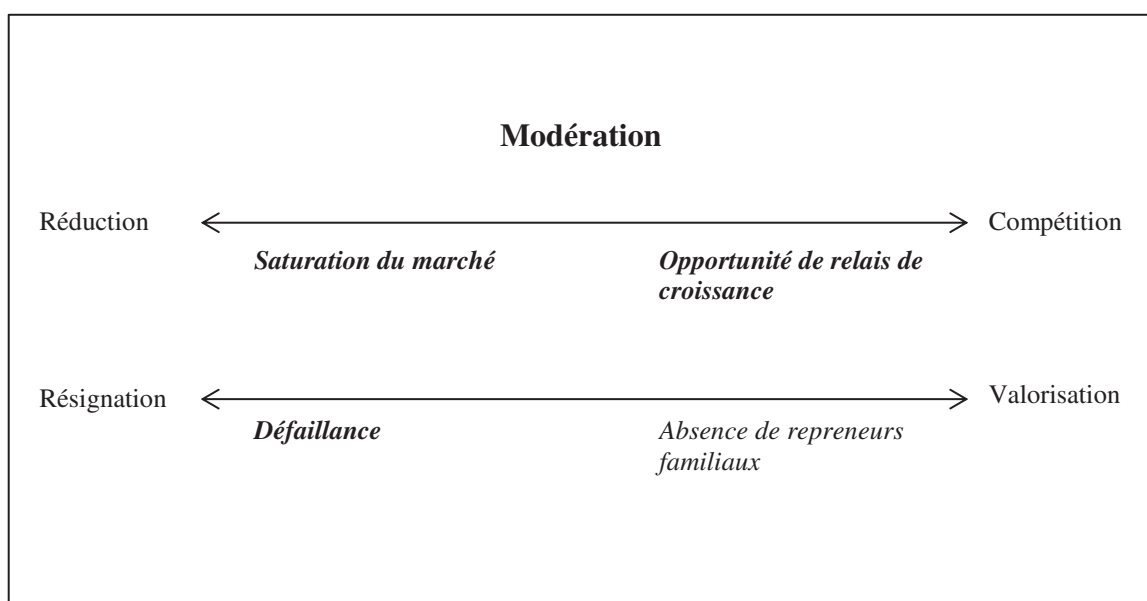 Modération
Réduction
Compétition
Saturation du marché
Opportunité de relais de
croissance
Résignation
Valorisation
Défaillance
Absence de repreneurs
familiaux